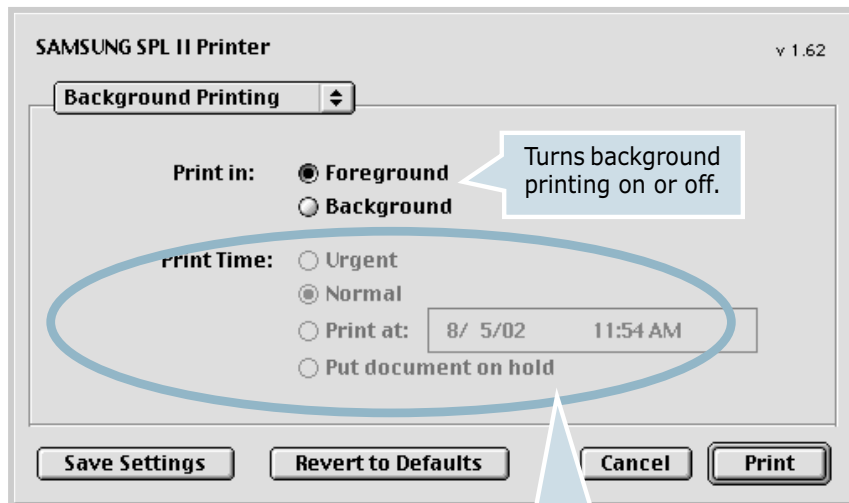 SAMSUNG SPL II Printer
v 1.62
Background Printing
Print in:
Foreground
Turns background
printing on or off.
Background
Print Time:
Urgent
Normal
Print at:
8/ 5/02 11:54 AM
Put document on hold
Save Settings
Revert to Defaults
Cancel
Print